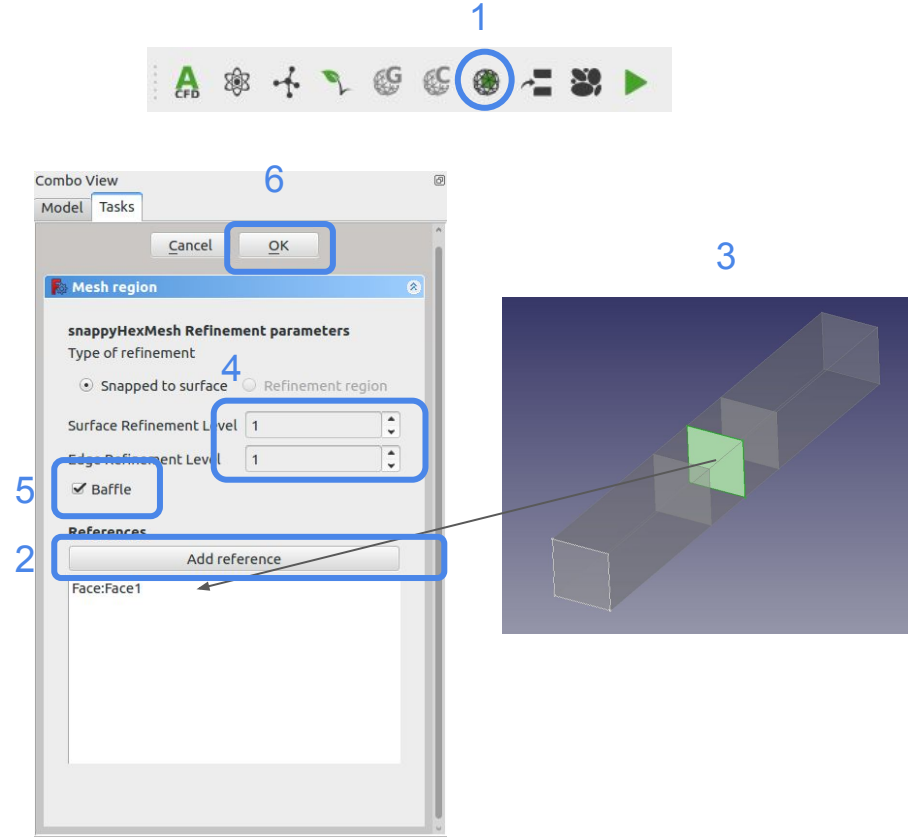 1
A
CFD
G
C
6
Combo View
Model Tasks
Cancel OK
3
Mesh region
snappyHexMesh Refinement parameters
Type of refinement
4
Snapped to surface Refinement region
Surface Refinement Level 1
Edge Refinement Level 1
5
Baffle
References
2
Add reference
Face:Face1